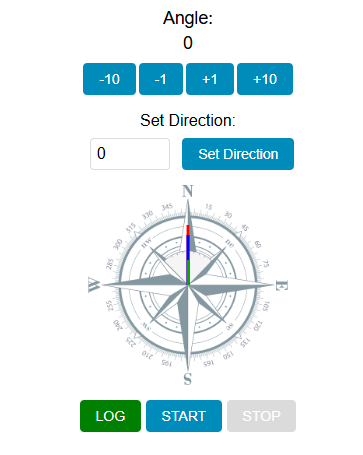 Angle:
0
-10 -1 +1 +10
Set Direction:
0 Set Direction
N
345 15
330 30
315 45
nw ne
300 60
285 75
W E
255 105
240 120
sw se
225 135
210 150
195 165
S
LOG START STOP